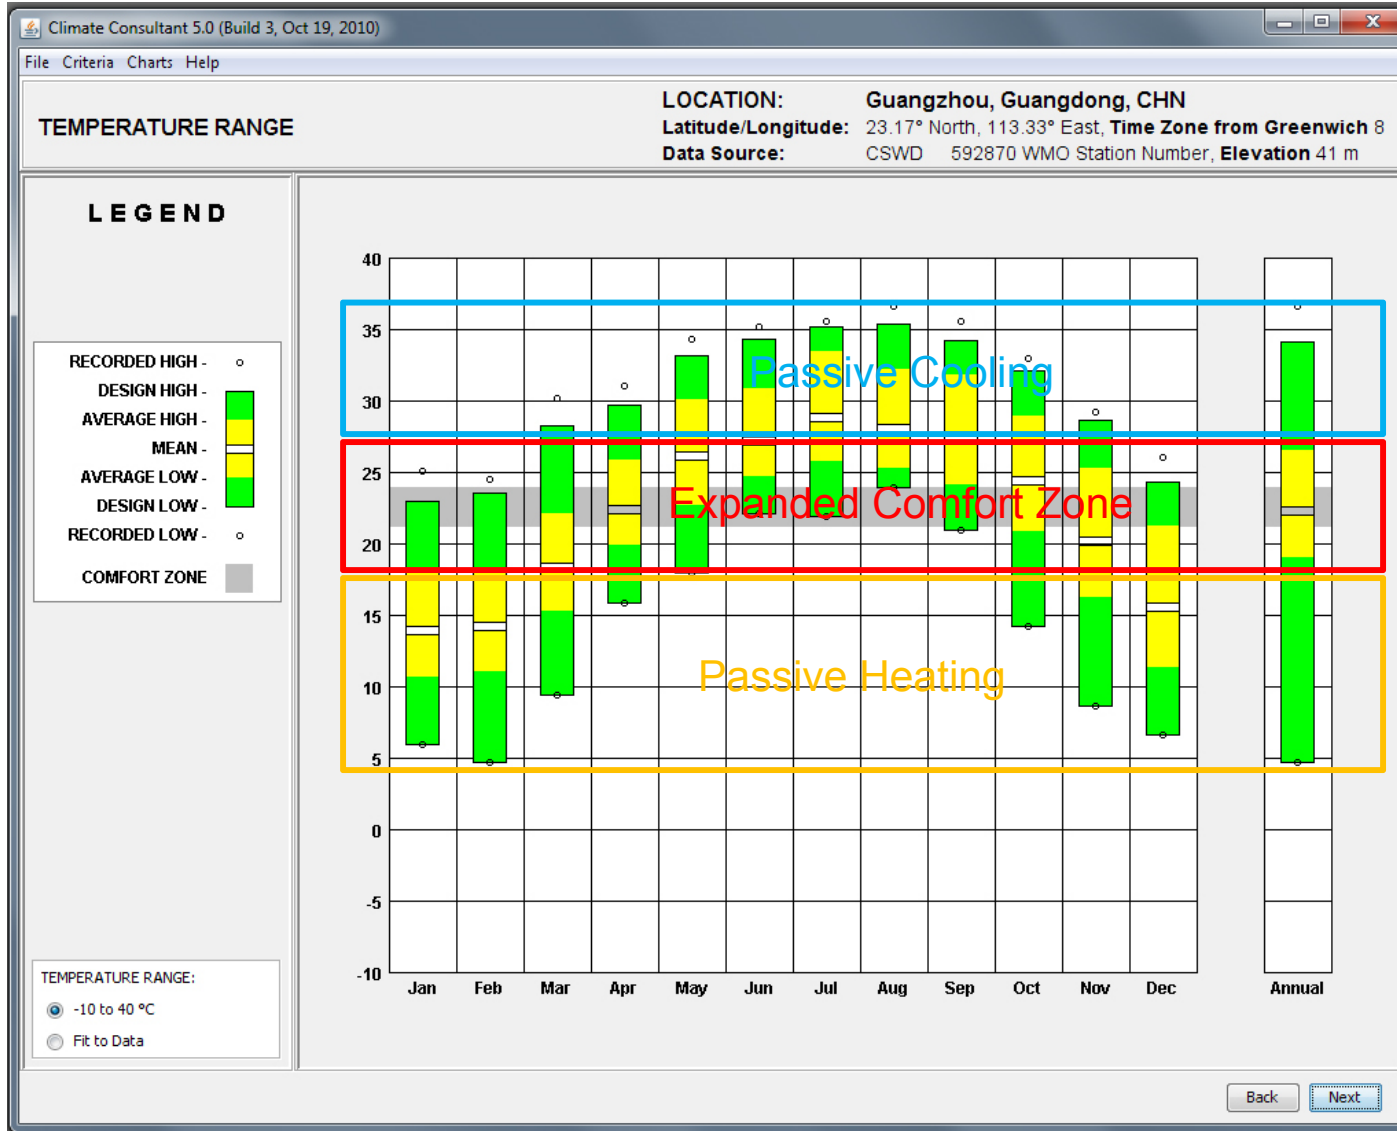 Climate Consultant 5.0 (Build 3, Oct 19, 2010)
File Criteria Charts Help
TEMPERATURE RANGE
LOCATION: Guangzhou, Guangdong, CHN
Latitude/Longitude: 23.17° North, 113.33° East, Time Zone from Greenwich 8
Data Source: CSWD 592870 WMO Station Number, Elevation 41 m
LEGEND
RECORDED HIGH -
DESIGN HIGH -
AVERAGE HIGH -
MEAN -
AVERAGE LOW -
DESIGN LOW -
RECORDED LOW -
COMFORT ZONE
40
35
30
25
20
15
10
5
0
-5
-10
Passive Cooling
Expanded Comfort Zone
Passive Heating
Jan Feb Mar Apr May Jun Jul Aug Sep Oct Nov Dec Annual
TEMPERATURE RANGE:
-10 to 40 °C
Fit to Data
Back Next